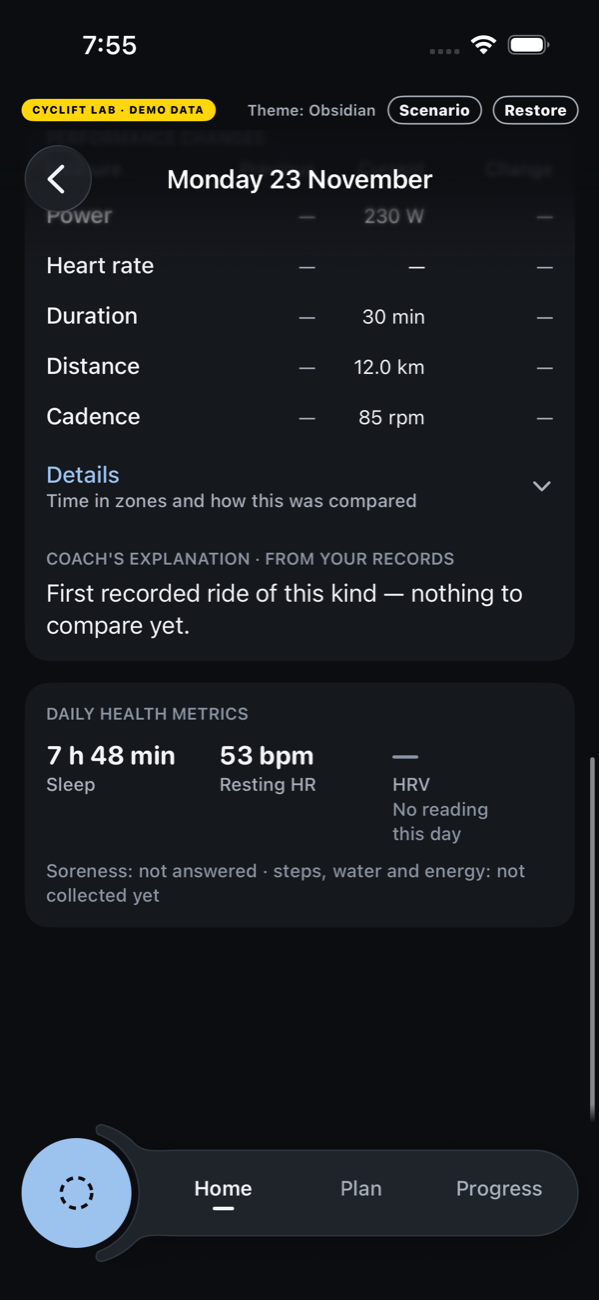 7:55
CYCLIFT LAB · DEMO DATA
Theme: Obsidian
Scenario
Restore
PERFORMANCE CHANGES
Monday 23 November
Change
Power — 230 W —
Heart rate — — —
Duration — 30 min —
Distance — 12.0 km —
Cadence — 85 rpm —
Details
Time in zones and how this was compared
COACH'S EXPLANATION · FROM YOUR RECORDS
First recorded ride of this kind — nothing to
compare yet.
DAILY HEALTH METRICS
7 h 48 min
Sleep
53 bpm
Resting HR
—
HRV
No reading
this day
Soreness: not answered · steps, water and energy: not
collected yet
Home
Plan
Progress